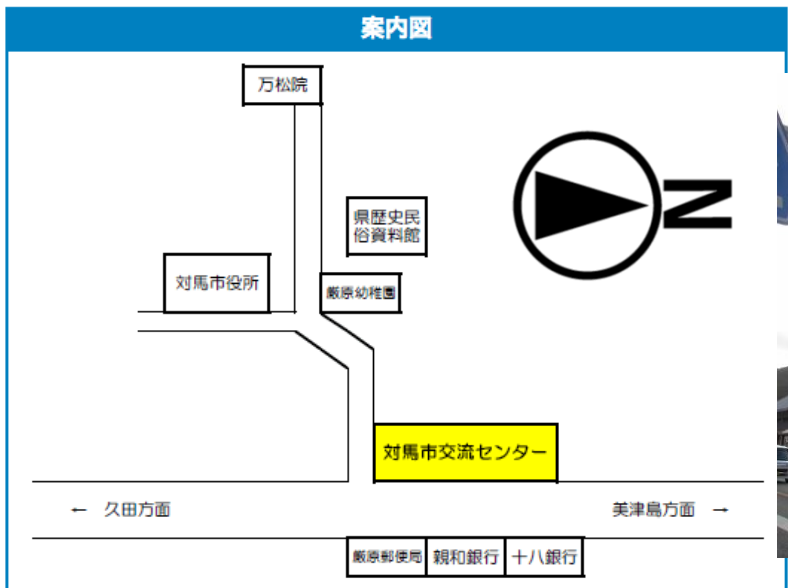 案内図
万松院
県歴史民
俗資料館
対馬市役所
厳原幼稚園
N
対馬市交流センター
← 久田方面
美津島方面 →
厳原郵便局
親和銀行
十八銀行